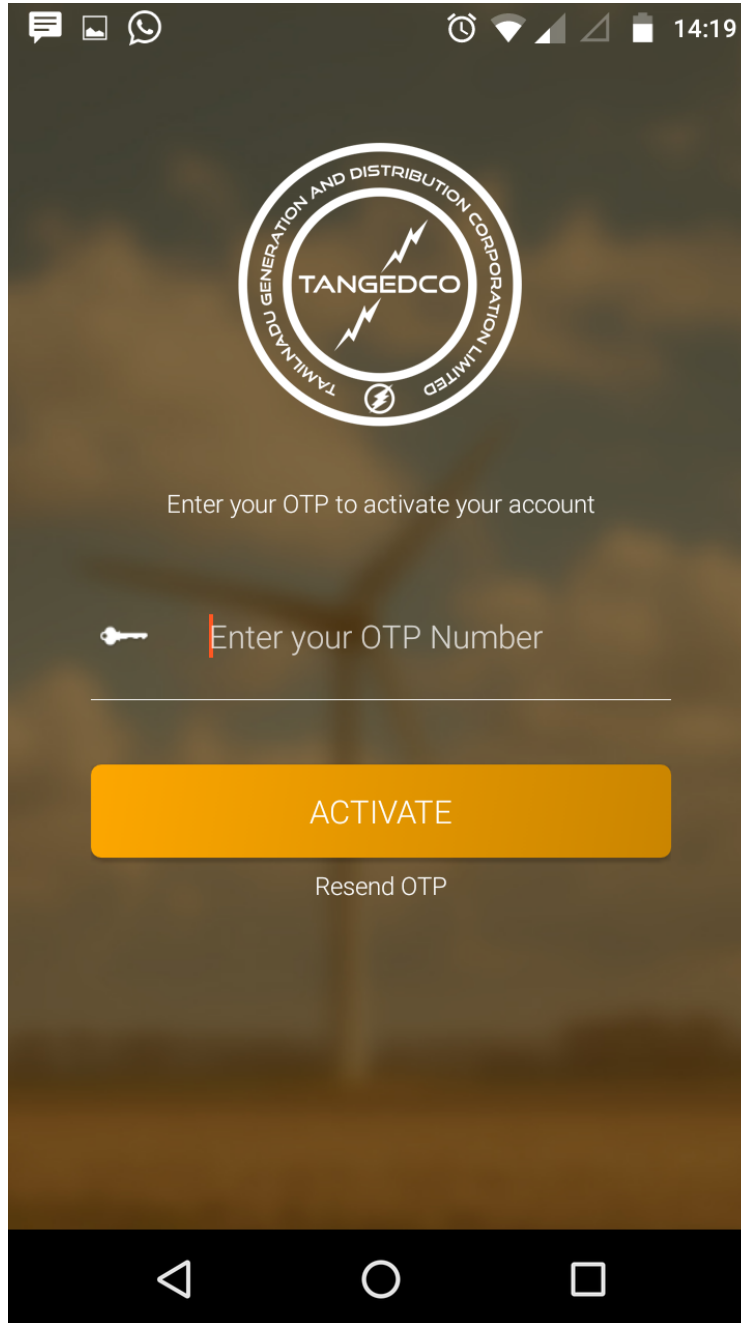 14:19
TAMILNADU GENERATION AND DISTRIBUTION CORPORATION LIMITED
TANGEDCO
Enter your OTP to activate your account
Enter your OTP Number
ACTIVATE
Resend OTP